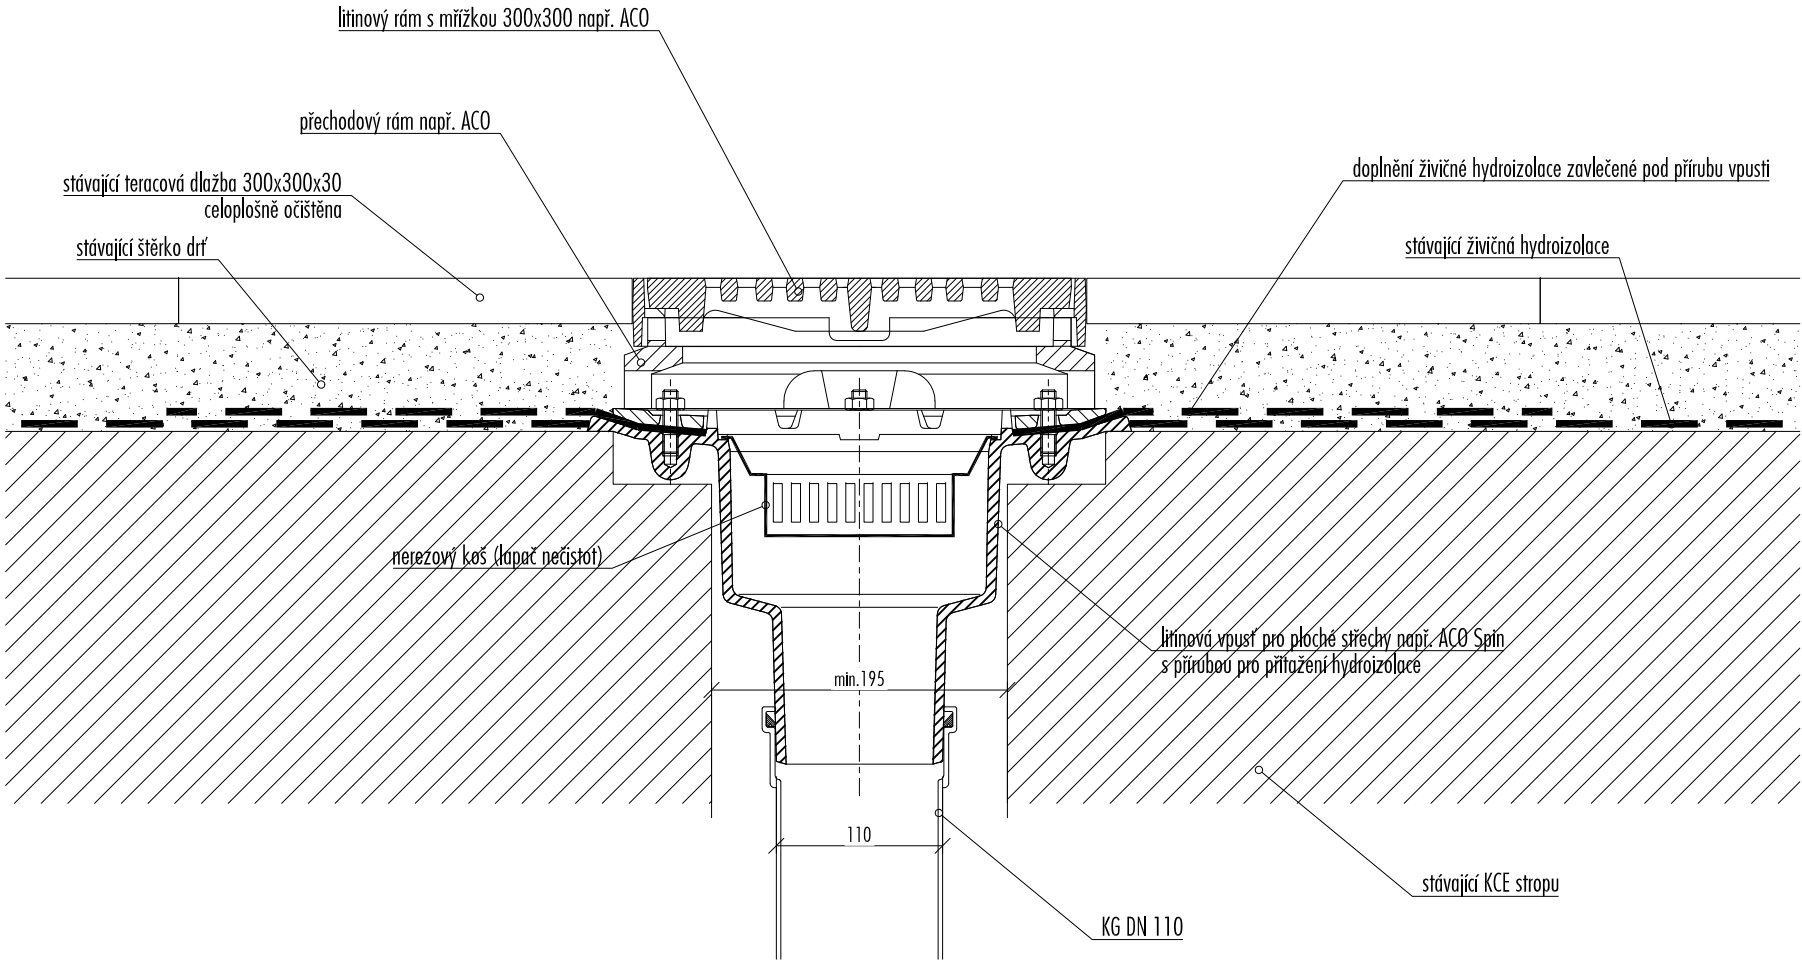 litinový rám s mřížkou 300x300 např. ACO
přechodový rám např. ACO
stávající teracová dlažba 300x300x30
celoplošně očištěna
stávající štěrko drť
doplnění živičné hydroizolace zavlečené pod přírubu vpusti
stávající živičná hydroizolace
nerezový koš (lapač nečistot)
litinová vpusť pro ploché střechy např. ACO Spin
s přírubou pro přitažení hydroizolace
min.195
110
stávající KCE stropu
KG DN 110